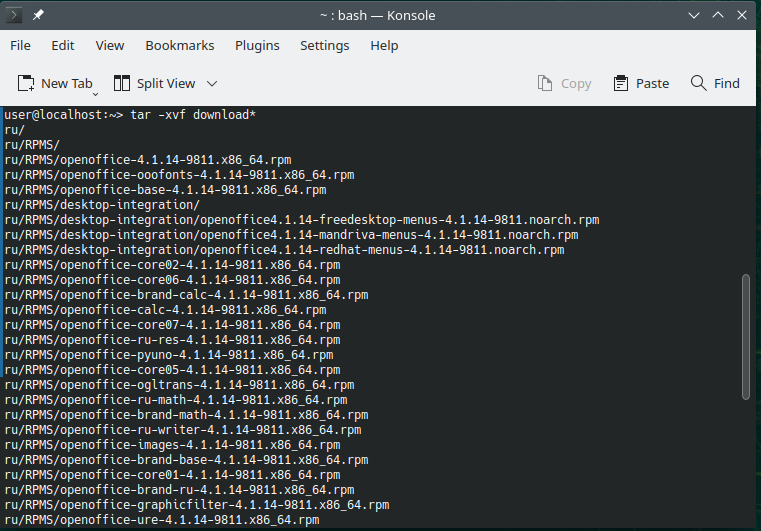 ~ : bash — Konsole
File Edit View Bookmarks Plugins Settings Help
New Tab Split View Copy Paste Find
user@localhost:~> tar -xvf download*
ru/
ru/RPMS/
ru/RPMS/openoffice-4.1.14-9811.x86_64.rpm
ru/RPMS/openoffice-ooofonts-4.1.14-9811.x86_64.rpm
ru/RPMS/openoffice-base-4.1.14-9811.x86_64.rpm
ru/RPMS/desktop-integration/
ru/RPMS/desktop-integration/openoffice4.1.14-freedesktop-menus-4.1.14-9811.noarch.rpm
ru/RPMS/desktop-integration/openoffice4.1.14-mandriva-menus-4.1.14-9811.noarch.rpm
ru/RPMS/desktop-integration/openoffice4.1.14-redhat-menus-4.1.14-9811.noarch.rpm
ru/RPMS/openoffice-core02-4.1.14-9811.x86_64.rpm
ru/RPMS/openoffice-core06-4.1.14-9811.x86_64.rpm
ru/RPMS/openoffice-brand-calc-4.1.14-9811.x86_64.rpm
ru/RPMS/openoffice-calc-4.1.14-9811.x86_64.rpm
ru/RPMS/openoffice-core07-4.1.14-9811.x86_64.rpm
ru/RPMS/openoffice-ru-res-4.1.14-9811.x86_64.rpm
ru/RPMS/openoffice-pyuno-4.1.14-9811.x86_64.rpm
ru/RPMS/openoffice-core05-4.1.14-9811.x86_64.rpm
ru/RPMS/openoffice-ogltrans-4.1.14-9811.x86_64.rpm
ru/RPMS/openoffice-ru-math-4.1.14-9811.x86_64.rpm
ru/RPMS/openoffice-brand-math-4.1.14-9811.x86_64.rpm
ru/RPMS/openoffice-ru-writer-4.1.14-9811.x86_64.rpm
ru/RPMS/openoffice-images-4.1.14-9811.x86_64.rpm
ru/RPMS/openoffice-brand-base-4.1.14-9811.x86_64.rpm
ru/RPMS/openoffice-core01-4.1.14-9811.x86_64.rpm
ru/RPMS/openoffice-brand-ru-4.1.14-9811.x86_64.rpm
ru/RPMS/openoffice-graphicfilter-4.1.14-9811.x86_64.rpm
ru/RPMS/openoffice-ure-4.1.14-9811.x86_64.rpm